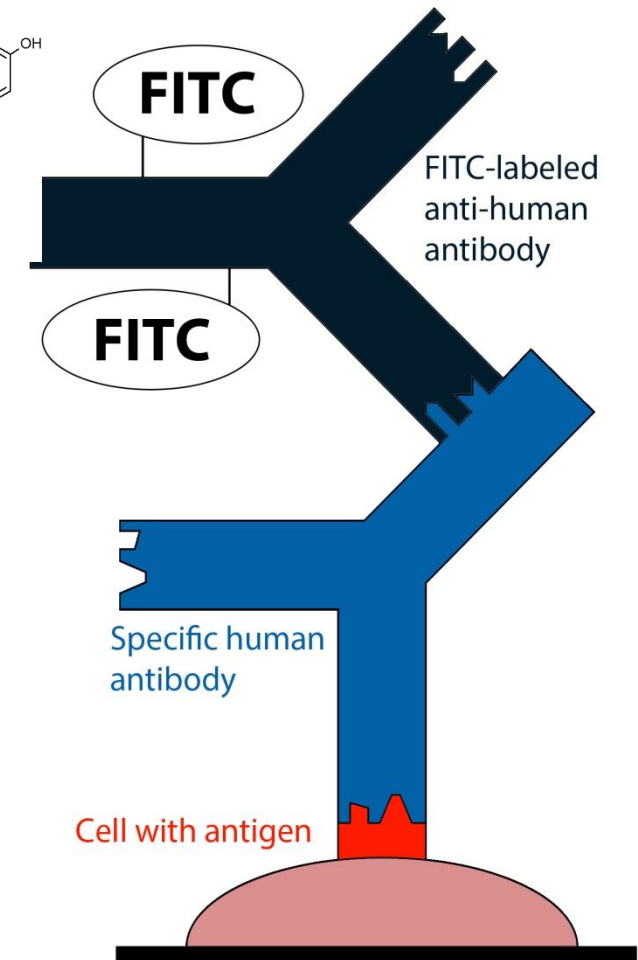 OH
FITC
FITC-labeled
anti-human
antibody
FITC
Specific human
antibody
Cell with antigen